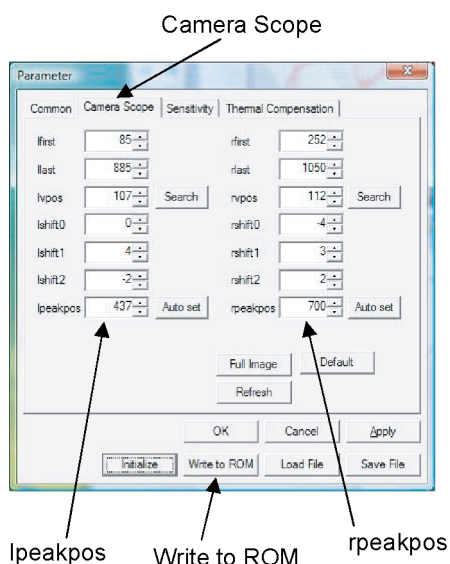 Camera Scope
Parameter
Common Camera Scope Sensitivity Thermal Compensation
lfirst 85 rfirst 252
llast 885 rlast 1050
lvpos 107 Search rvpos 112 Search
lshift0 0 rshift0 -4
lshift1 4 rshift1 3
lshift2 -2 rshift2 2
lpeakpos 437 Auto set rpeakpos 700 Auto set
Full Image Default
Refresh
OK Cancel Apply
Initialize Write to ROM Load File Save File
lpeakpos Write to ROM rpeakpos